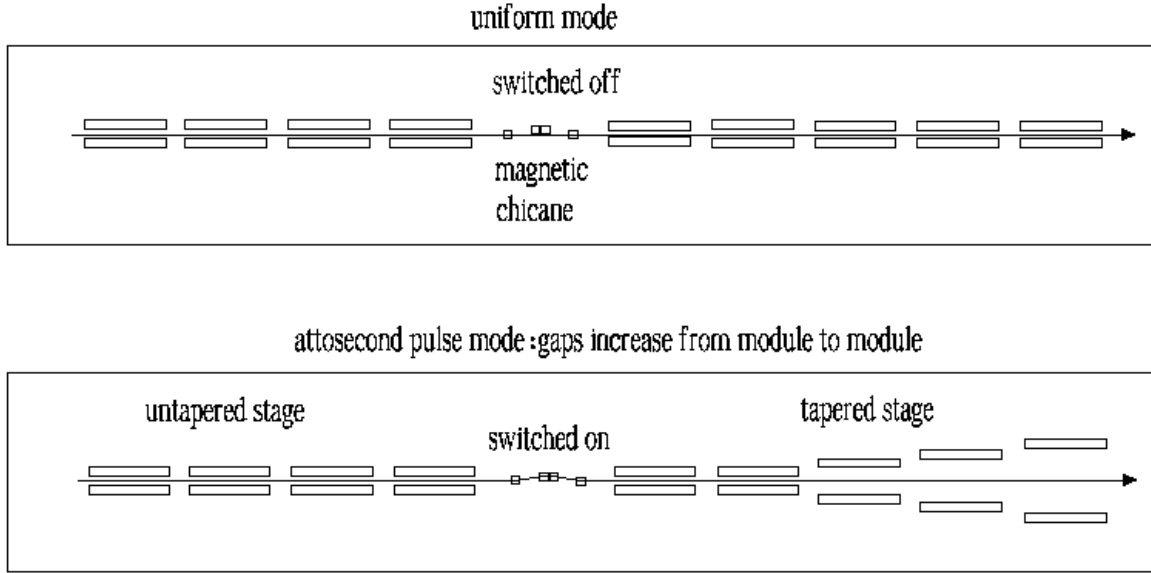 uniform mode
switched off
magnetic
chicane
attosecond pulse mode :gaps increase from module to module
untapered stage
tapered stage
switched on